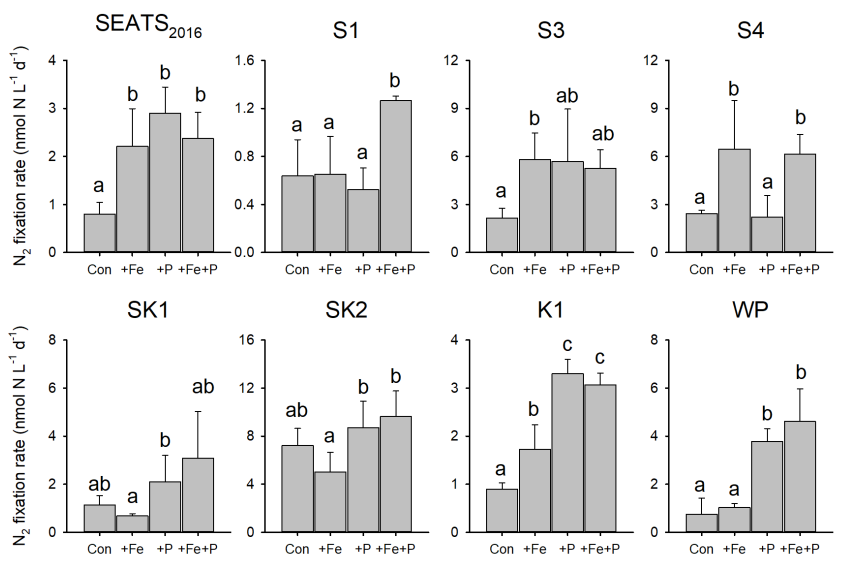 SEATS2016 S1 S3 S4
N2 fixation rate (nmol N L-1 d-1)
4 1.6 12 12
b b
3 b b 1.2 9 b ab 9 b b
a a ab
2 0.8 a 6 6
a a a a
1 0.4 3 3
0 0.0 0 0
Con +Fe +P +Fe+P Con +Fe +P +Fe+P Con +Fe +P +Fe+P Con +Fe +P +Fe+P
SK1 SK2 K1 WP
N2 fixation rate (nmol N L-1 d-1)
8 16 4 c c 8
ab b b b
6 12 ab 3 b 6 b
b a
4 8 2 4
ab a a a a
2 4 1 2
0 0 0 0
Con +Fe +P +Fe+P Con +Fe +P +Fe+P Con +Fe +P +Fe+P Con +Fe +P +Fe+P